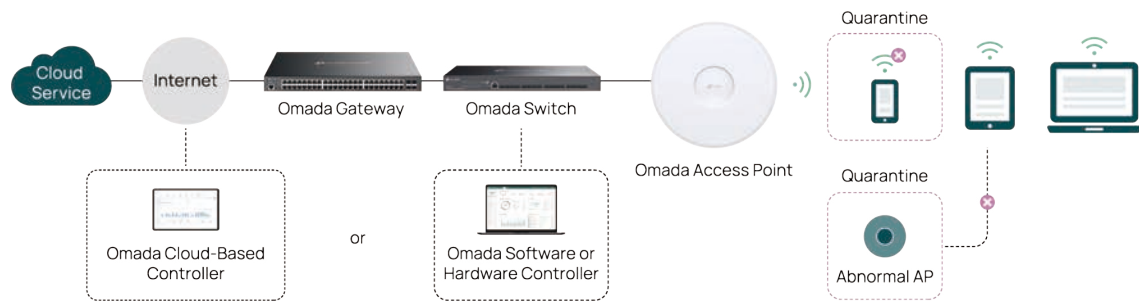 Quarantine
Cloud
Service
Internet
Omada Gateway
Omada Switch
Omada Access Point
Quarantine
Omada Cloud-Based
Controller
or
Omada Software or
Hardware Controller
Abnormal AP